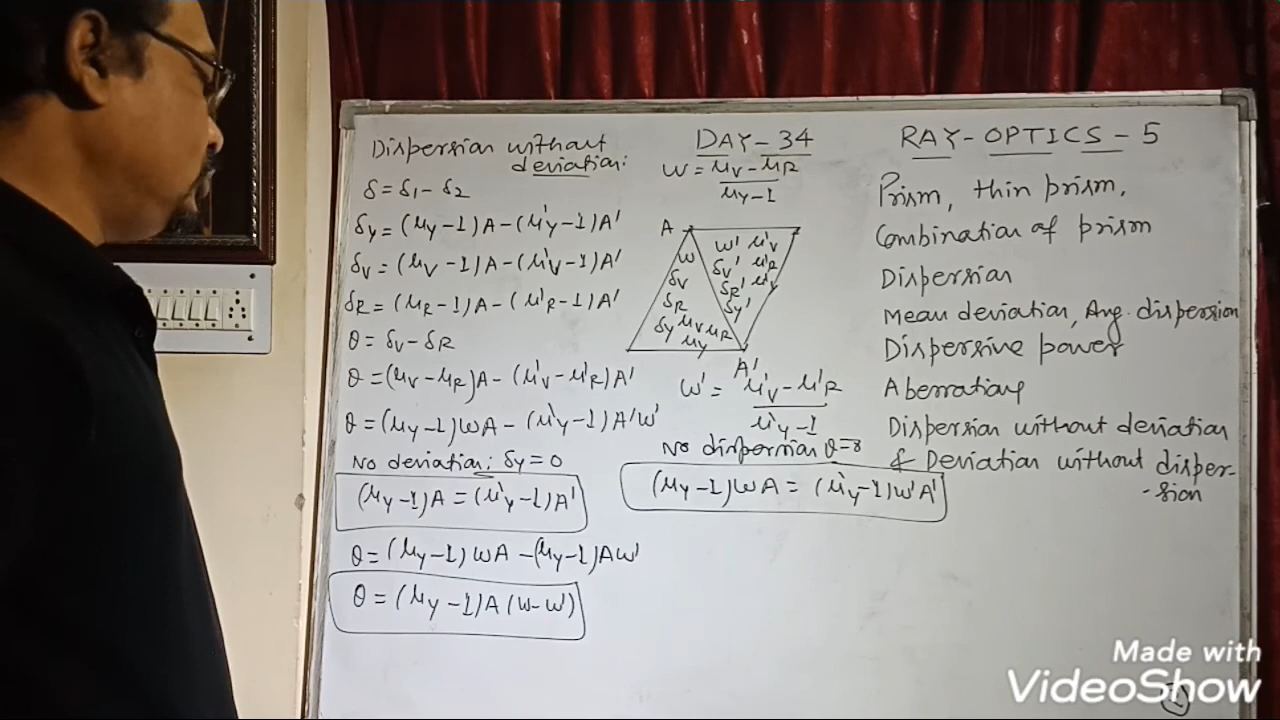 Dispersion without
deviation:
δ = δ₁ - δ₂
δy = (μy - 1)A - (μ'y - 1)A'
δv = (μv - 1)A - (μ'v - 1)A'
δR = (μR - 1)A - (μ'R - 1)A'
θ = δv - δR
θ = (μv - μR)A - (μ'v - μ'R)A'
θ = (μy - 1)ωA - (μ'y - 1)A'ω'
No deviation: δy = 0
(μy - 1)A = (μ'y - 1)A'
θ = (μy - 1)ωA - (μy - 1)Aω'
θ = (μy - 1)A(ω - ω')
DAY - 34
ω = μv - μR
μy - 1
A
ω
δv
δR
δy μv μR
μy
ω' μ'v
δv' μ'R
δR'
δy'
A'
ω' = μ'v - μ'R
μ'y - 1
No dispersion θ=0
(μy - 1)ωA = (μ'y - 1)ω'A'
RAY - OPTICS - 5
Prism, thin prism,
Combination of prism
Dispersion
Mean deviation, Ang. dispersion
Dispersive power
Aberrations
Dispersion without deviation
& Deviation without disper-
-sion
Made with
VideoShow